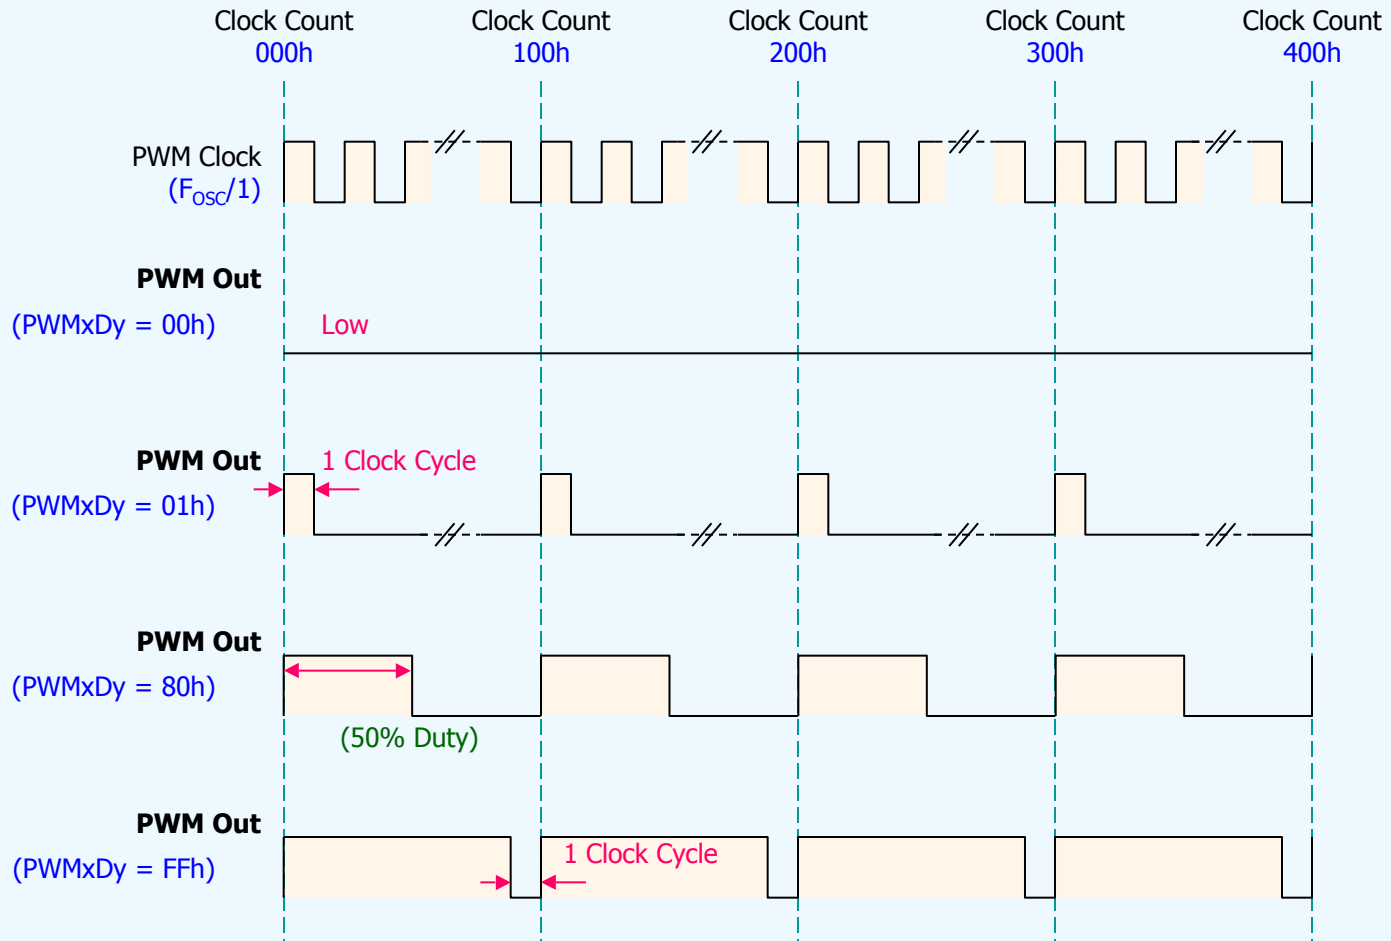 Clock Count Clock Count Clock Count Clock Count Clock Count
000h 100h 200h 300h 400h
PWM Clock
(FOSC/1)
PWM Out
(PWMxDy = 00h) Low
PWM Out 1 Clock Cycle
(PWMxDy = 01h)
PWM Out
(PWMxDy = 80h)
(50% Duty)
PWM Out
1 Clock Cycle
(PWMxDy = FFh)